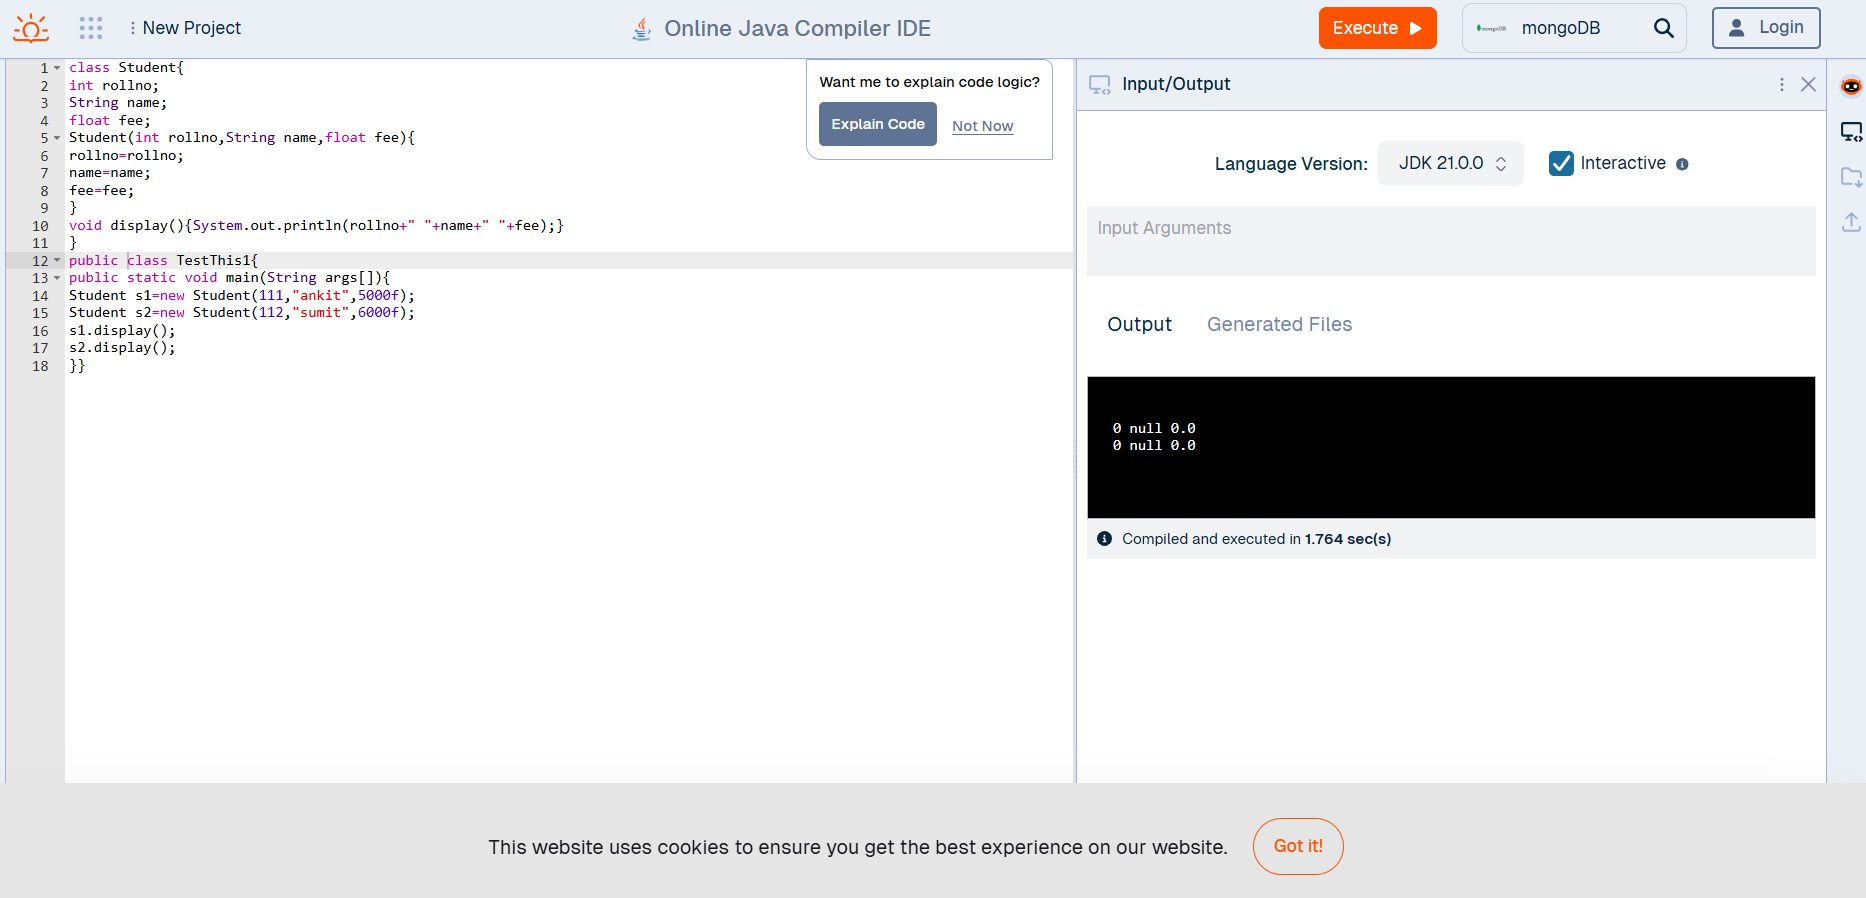 New Project
Online Java Compiler IDE
Execute
mongoDB
mongoDB
Login
1 class Student{
2 int rollno;
3 String name;
4 float fee;
5 Student(int rollno,String name,float fee){
6 rollno=rollno;
7 name=name;
8 fee=fee;
9 }
10 void display(){System.out.println(rollno+" "+name+" "+fee);}
11 }
12 public class TestThis1{
13 public static void main(String args[]){
14 Student s1=new Student(111,"ankit",5000f);
15 Student s2=new Student(112,"sumit",6000f);
16 s1.display();
17 s2.display();
18 }}
Want me to explain code logic?
Explain Code
Not Now
Input/Output
Language Version:
JDK 21.0.0
Interactive
Input Arguments
Output
Generated Files
0 null 0.0
0 null 0.0
Compiled and executed in 1.764 sec(s)
This website uses cookies to ensure you get the best experience on our website.
Got it!